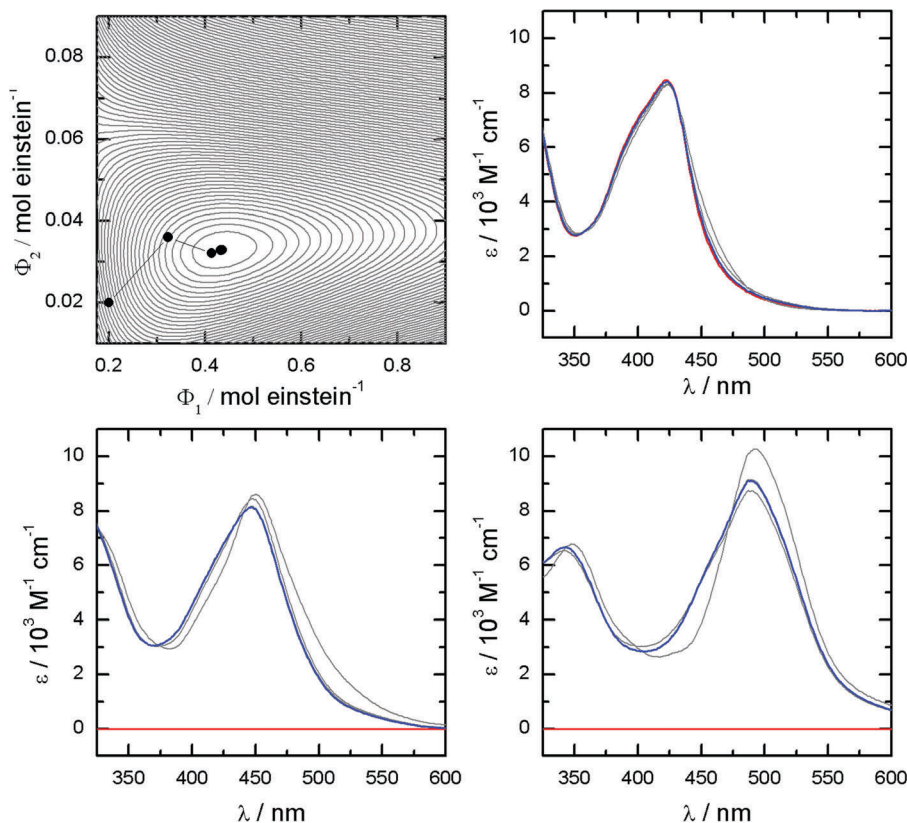 0.08
0.06
0.04
0.02
Φ₂ / mol einstein⁻¹
0.2 0.4 0.6 0.8
Φ₁ / mol einstein⁻¹
10
8
6
4
2
0
ε / 10³ M⁻¹ cm⁻¹
350 400 450 500 550 600
λ / nm
10
8
6
4
2
0
ε / 10³ M⁻¹ cm⁻¹
350 400 450 500 550 600
λ / nm
10
8
6
4
2
0
ε / 10³ M⁻¹ cm⁻¹
350 400 450 500 550 600
λ / nm